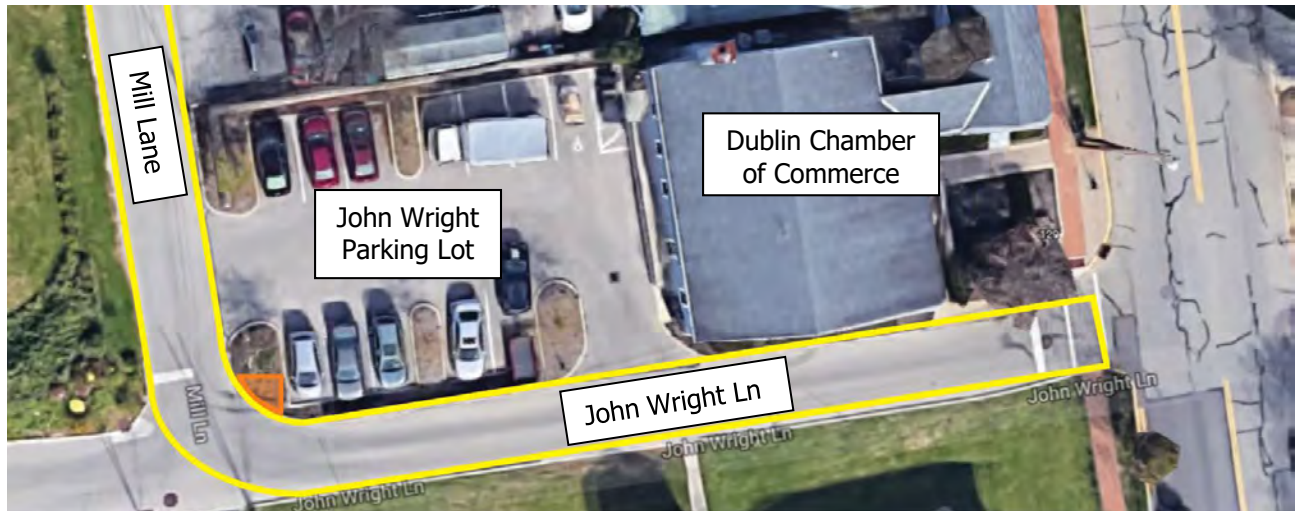 Mill Lane
Dublin Chamber
of Commerce
John Wright
Parking Lot
129
Mill Ln
John Wright Ln
John Wright Ln
John Wright Ln
John Wright Ln